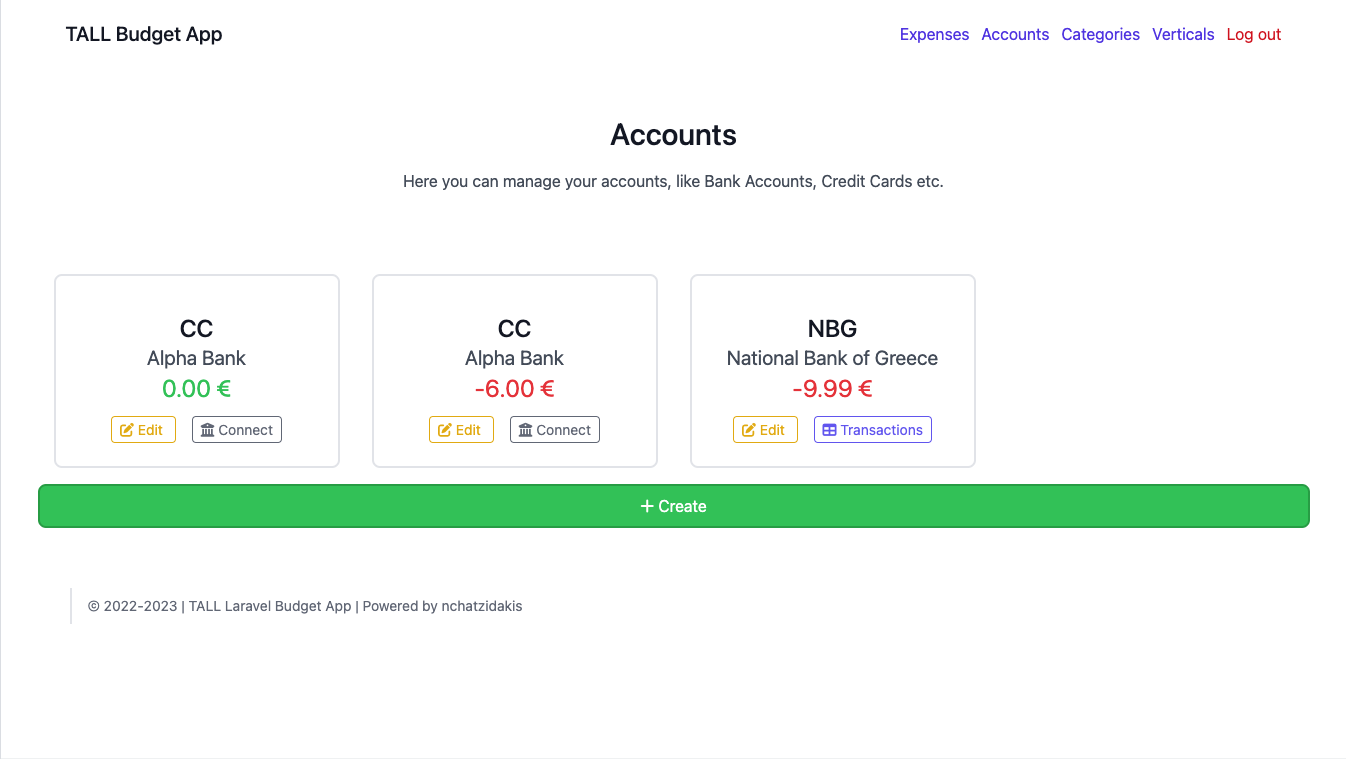 TALL Budget App
Expenses Accounts Categories Verticals Log out
Accounts
Here you can manage your accounts, like Bank Accounts, Credit Cards etc.
CC
Alpha Bank
0.00 €
Edit Connect
CC
Alpha Bank
-6.00 €
Edit Connect
NBG
National Bank of Greece
-9.99 €
Edit Transactions
+ Create
© 2022-2023 | TALL Laravel Budget App | Powered by nchatzidakis